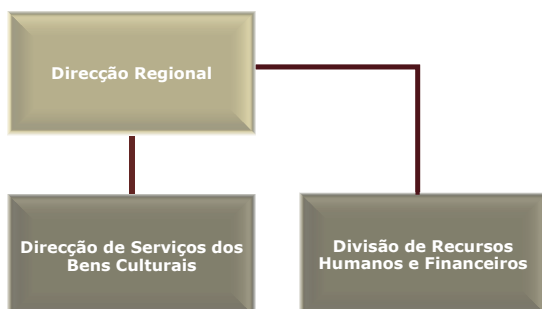 Direcção Regional
Direcção de Serviços dos
Bens Culturais
Divisão de Recursos
Humanos e Financeiros